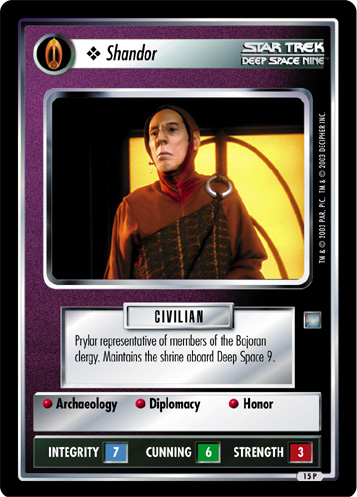 ❖ Shandor
STAR TREK
DEEP SPACE NINE™
TM & © 2003 PAR. PIC. TM & © 2003 DECIPHER INC.
CIVILIAN
Prylar representative of members of the Bajoran
clergy. Maintains the shrine aboard Deep Space 9.
Archaeology Diplomacy Honor
INTEGRITY 7 CUNNING 6 STRENGTH 3
15 P